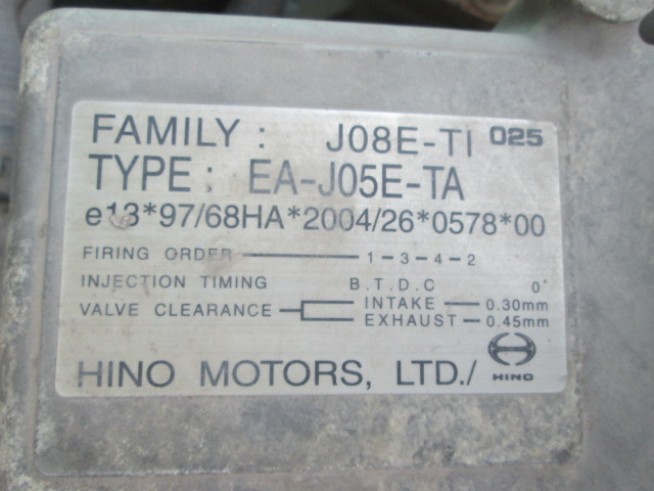 FAMILY : J08E-TI 025
TYPE : EA-J05E-TA
e13*97/68HA*2004/26*0578*00
FIRING ORDER 1-3-4-2
INJECTION TIMING B.T.D.C 0°
VALVE CLEARANCE INTAKE 0.30mm
EXHAUST 0.45mm
HINO MOTORS, LTD./ HINO